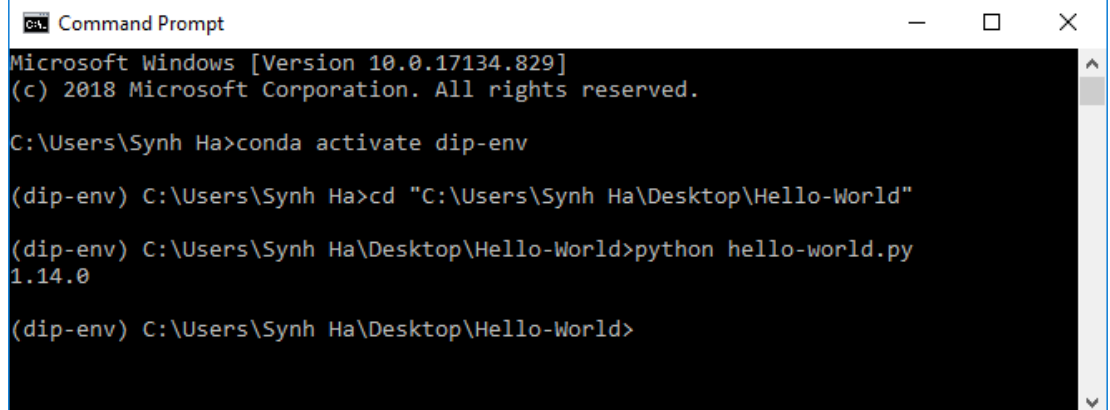 Command Prompt
Microsoft Windows [Version 10.0.17134.829]
(c) 2018 Microsoft Corporation. All rights reserved.
C:\Users\Synh Ha>conda activate dip-env
(dip-env) C:\Users\Synh Ha>cd "C:\Users\Synh Ha\Desktop\Hello-World"
(dip-env) C:\Users\Synh Ha\Desktop\Hello-World>python hello-world.py
1.14.0
(dip-env) C:\Users\Synh Ha\Desktop\Hello-World>